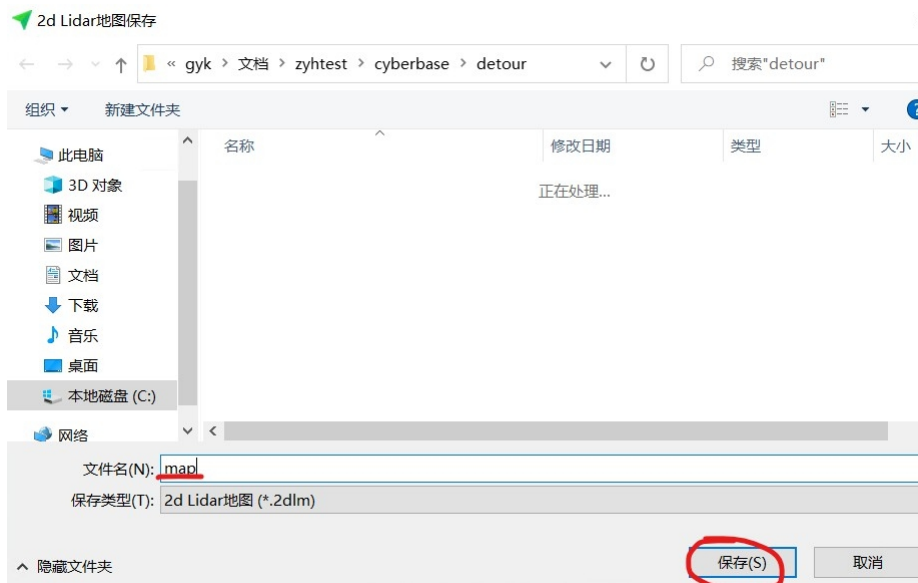 2d Lidar地图保存
« gyk > 文档 > zyhtest > cyberbase > detour
搜索"detour"
组织
新建文件夹
名称
修改日期
类型
大小
此电脑
3D 对象
视频
图片
文档
下载
音乐
桌面
本地磁盘 (C:)
网络
正在处理...
文件名(N): map
保存类型(T): 2d Lidar地图 (*.2dlm)
隐藏文件夹
保存(S)
取消